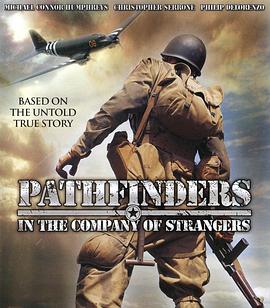 MICHAEL CONNOR HUMPHREYS CHRISTOPHER SERRONE PHILIP DELORENZO
BASED ON
THE UNTOLD
TRUE STORY
PATHFINDERS
IN THE COMPANY OF STRANGERS